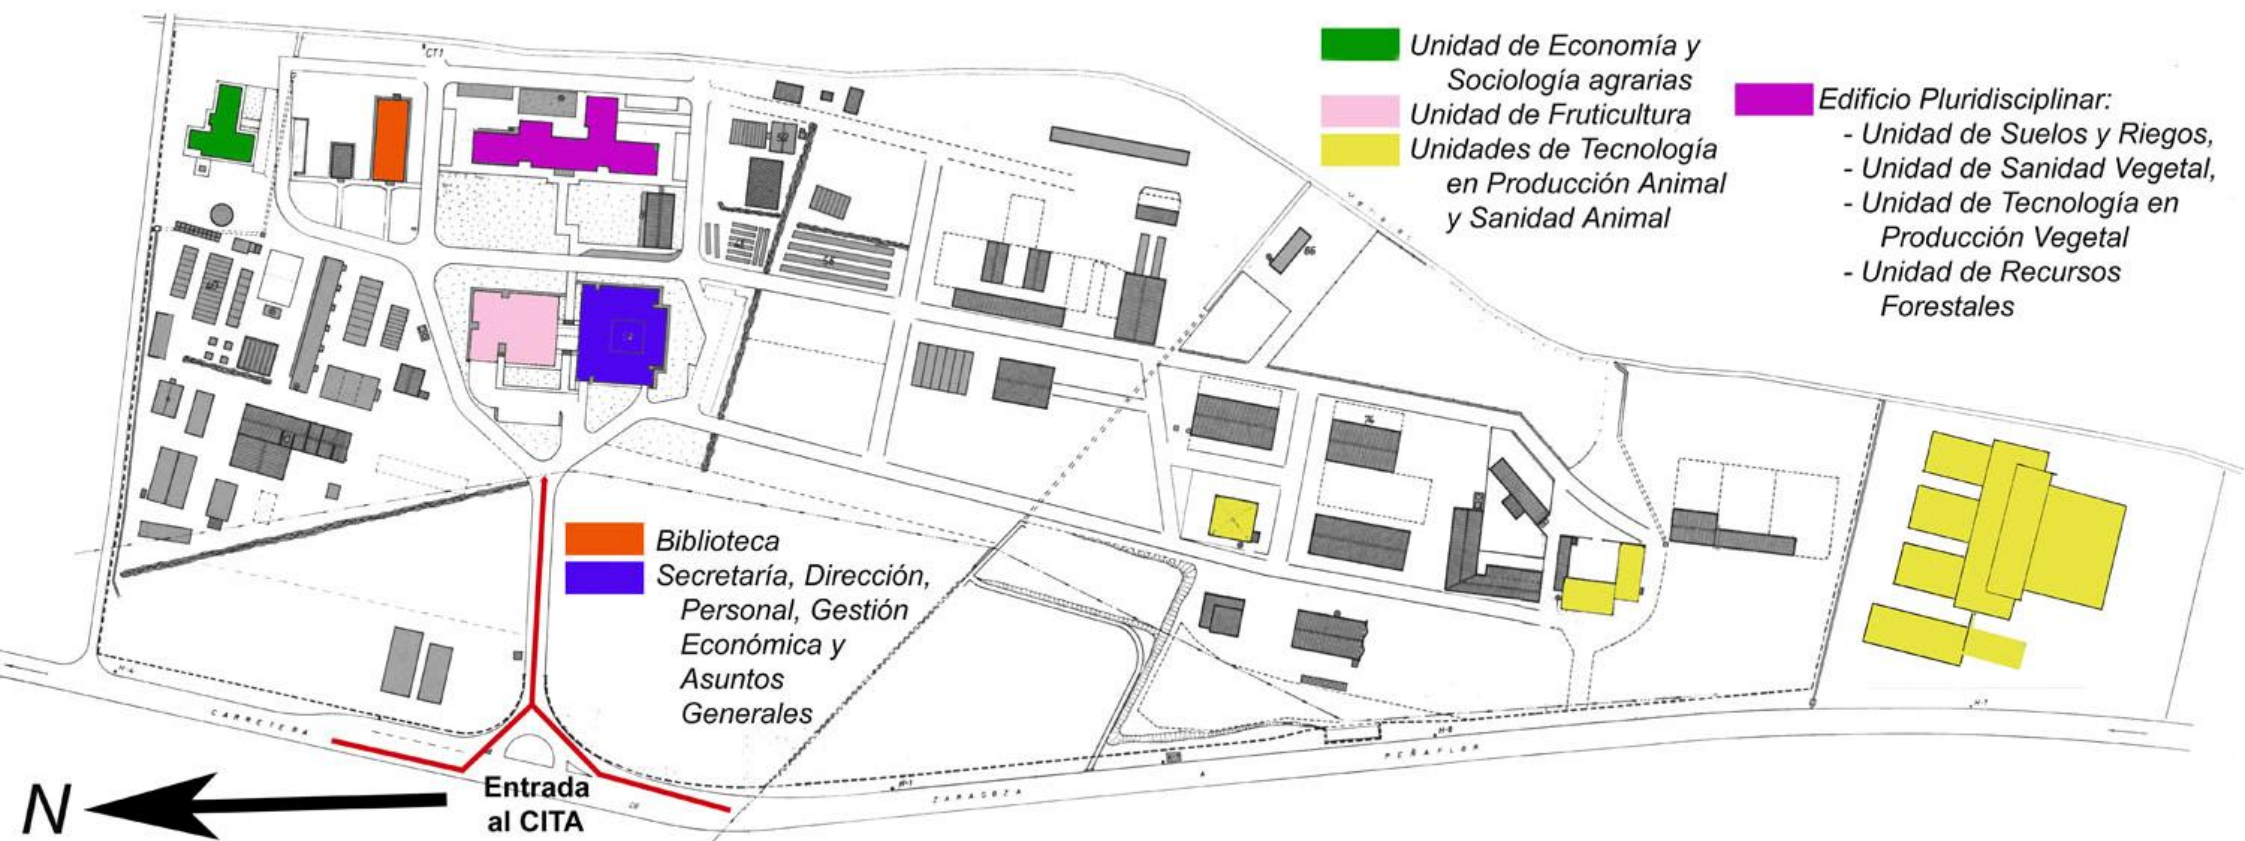 Unidad de Economía y
Sociología agrarias
Unidad de Fruticultura
Unidades de Tecnología
en Producción Animal
y Sanidad Animal
Edificio Pluridisciplinar:
- Unidad de Suelos y Riegos,
- Unidad de Sanidad Vegetal,
- Unidad de Tecnología en
Producción Vegetal
- Unidad de Recursos
Forestales
CT1
66
Biblioteca
Secretaría, Dirección,
Personal, Gestión
Económica y
Asuntos
Generales
CARRETERA
Entrada
al CITA
N
ZARAGOZA
A
PEÑAFLOR